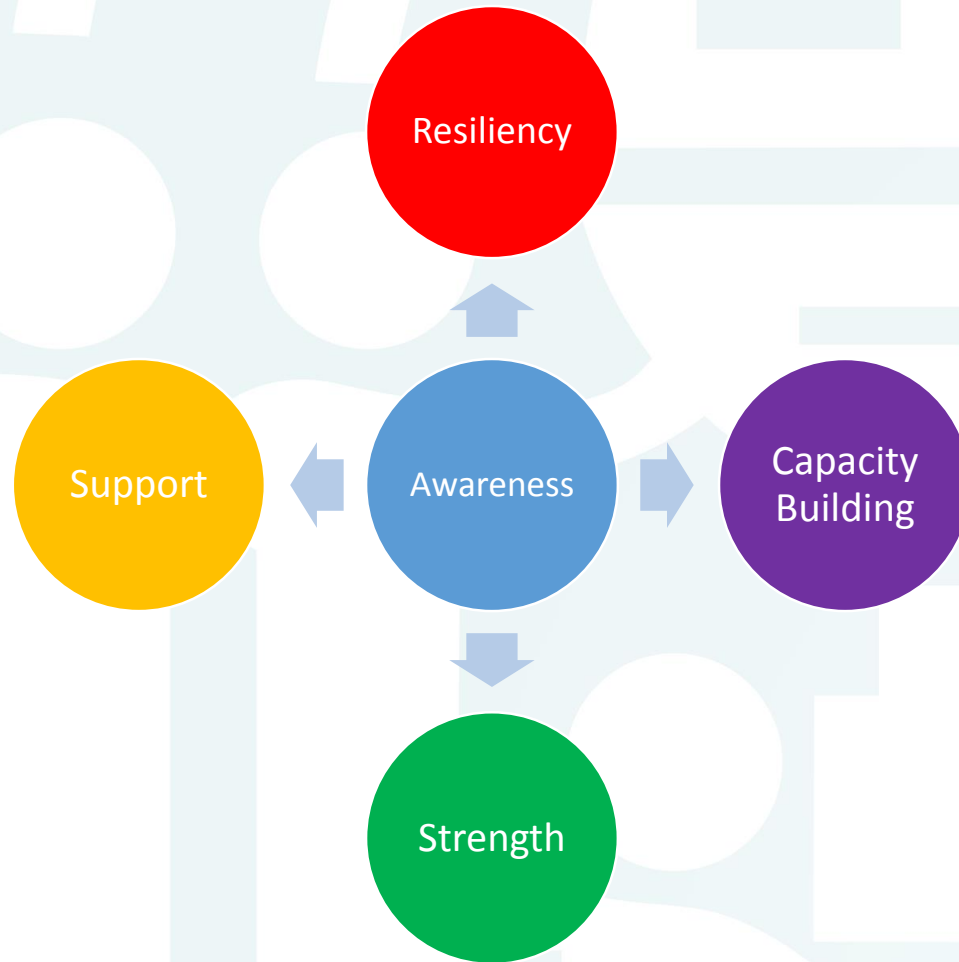 Resiliency
Support
Awareness
Capacity
Building
Strength